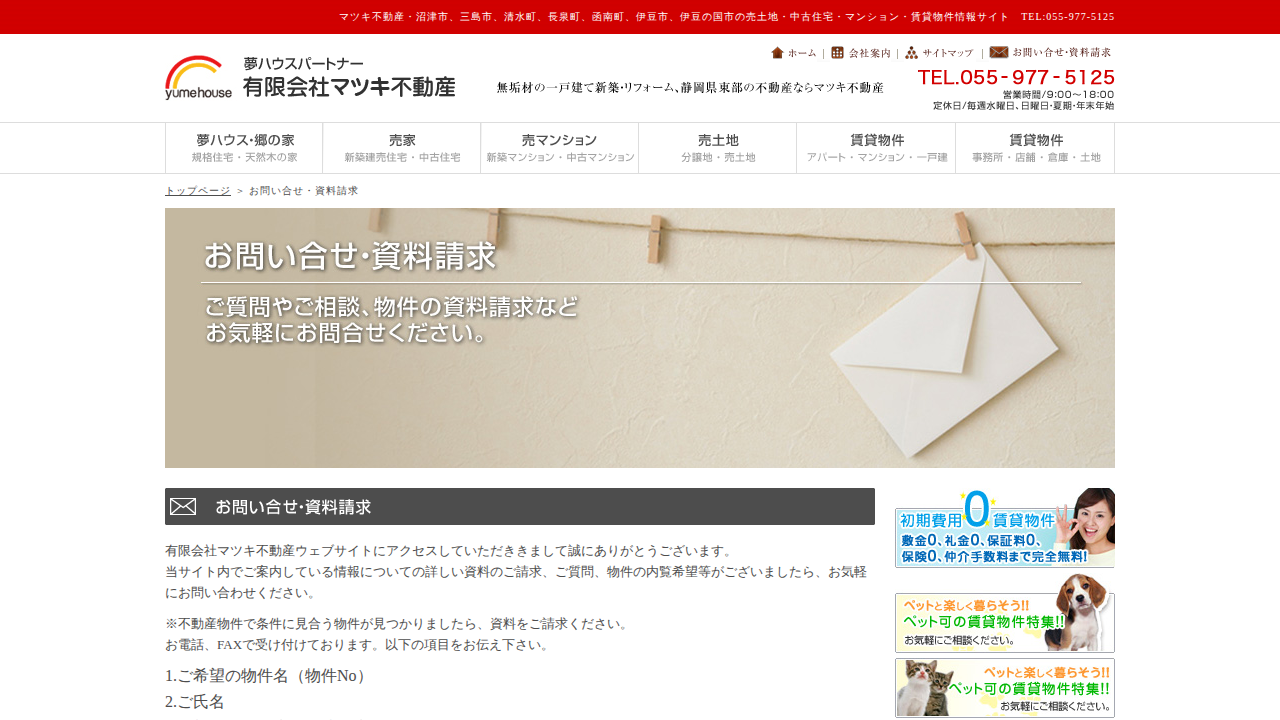 マツキ不動産・沼津市、三島市、清水町、長泉町、函南町、伊豆市、伊豆の国市の売土地・中古住宅・マンション・賃貸物件情報サイト　TEL:055-977-5125
ホーム | 会社案内 | サイトマップ | お問い合せ・資料請求
yumehouse
夢ハウスパートナー
有限会社マツキ不動産
無垢材の一戸建て新築・リフォーム、静岡県東部の不動産ならマツキ不動産
TEL.055-977-5125
営業時間/9:00〜18:00
定休日/毎週水曜日、日曜日・夏期・年末年始
夢ハウス・郷の家
規格住宅・天然木の家
売家
新築建売住宅・中古住宅
売マンション
新築マンション・中古マンション
売土地
分譲地・売土地
賃貸物件
アパート・マンション・一戸建
賃貸物件
事務所・店舗・倉庫・土地
トップページ ＞ お問い合せ・資料請求
お問い合せ・資料請求
ご質問やご相談、物件の資料請求など
お気軽にお問合せください。
お問い合せ・資料請求
有限会社マツキ不動産ウェブサイトにアクセスしていただききまして誠にありがとうございます。
当サイト内でご案内している情報についての詳しい資料のご請求、ご質問、物件の内覧希望等がございましたら、お気軽
にお問い合わせください。
※不動産物件で条件に見合う物件が見つかりましたら、資料をご請求ください。
お電話、FAXで受け付けております。以下の項目をお伝え下さい。
1.ご希望の物件名（物件No）
2.ご氏名
初期費用0賃貸物件
敷金0、礼金0、保証料0、
保険0、仲介手数料まで完全無料!
ペットと楽しく暮らそう!!
ペット可の賃貸物件特集!!
お気軽にご相談ください。
ペットと楽しく暮らそう!!
ペット可の賃貸物件特集!!
お気軽にご相談ください。